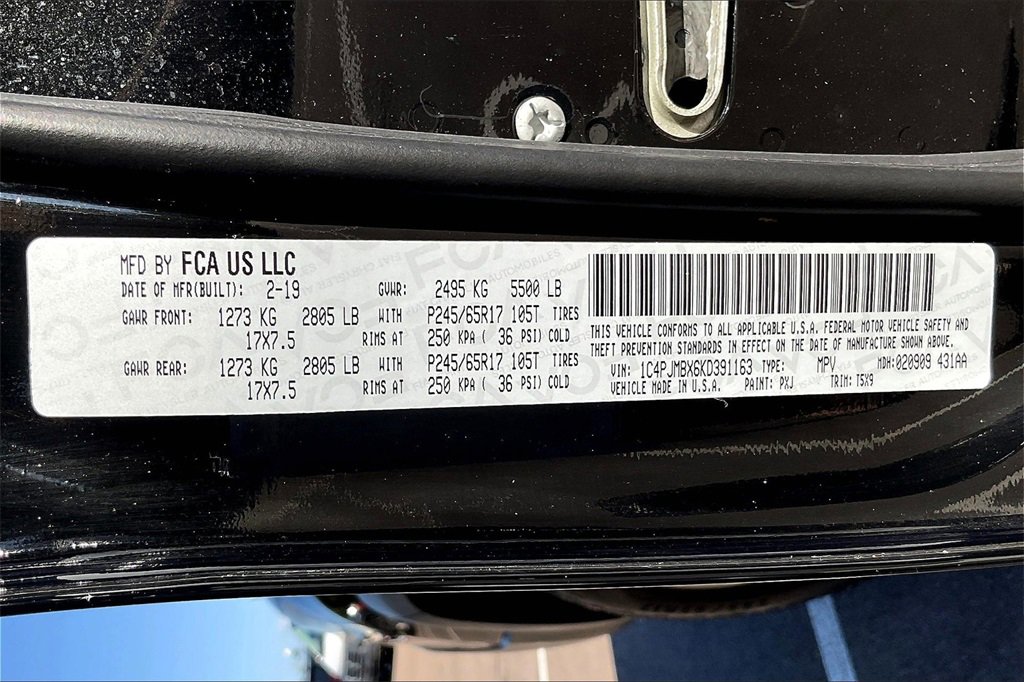 MFD BY FCA US LLC
DATE OF MFR(BUILT): 2-19 GVWR: 2495 KG 5500 LB
GAWR FRONT: 1273 KG 2805 LB WITH P245/65R17 105T TIRES
17X7.5 RIMS AT 250 KPA ( 36 PSI) COLD
GAWR REAR: 1273 KG 2805 LB WITH P245/65R17 105T TIRES
17X7.5 RIMS AT 250 KPA ( 36 PSI) COLD
THIS VEHICLE CONFORMS TO ALL APPLICABLE U.S.A. FEDERAL MOTOR VEHICLE SAFETY AND
THEFT PREVENTION STANDARDS IN EFFECT ON THE DATE OF MANUFACTURE SHOWN ABOVE.
VIN: 1C4PJMBX6KD391163 TYPE: MPV MDH:020909 431AA
VEHICLE MADE IN U.S.A. PAINT: PXJ TRIM: TSX9